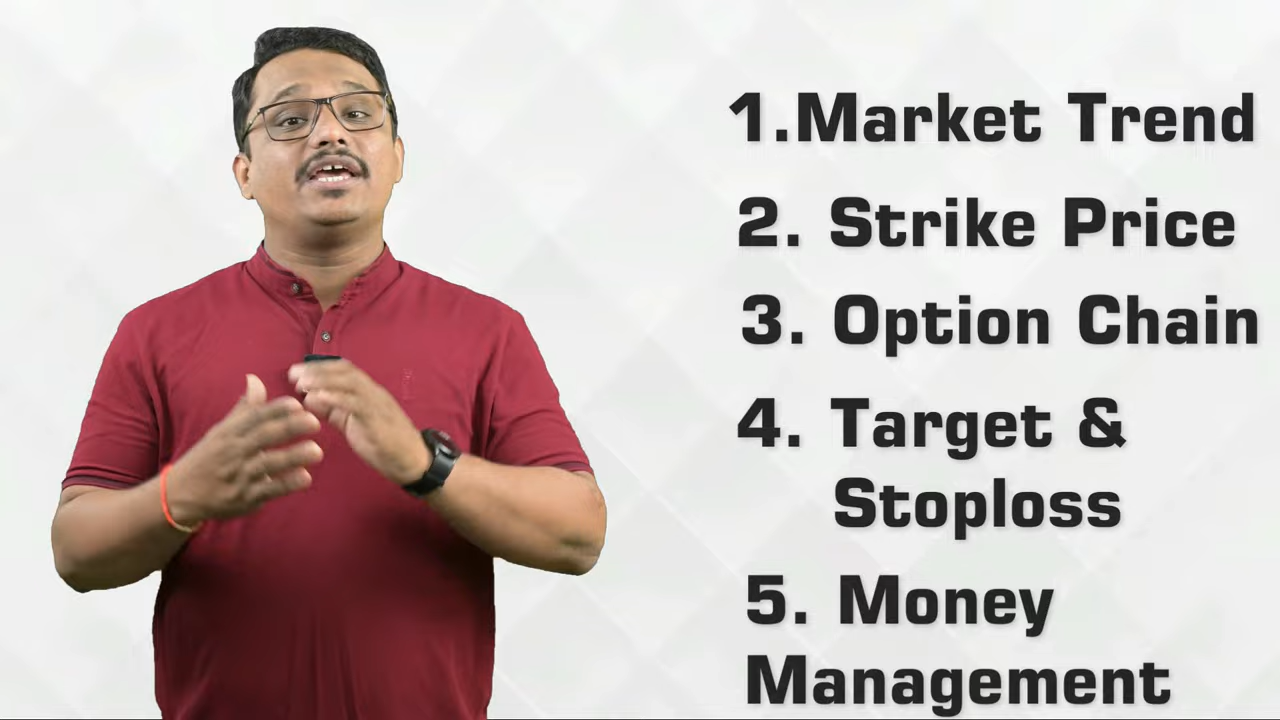 1.Market Trend
2. Strike Price
3. Option Chain
4. Target &
Stoploss
5. Money
Management